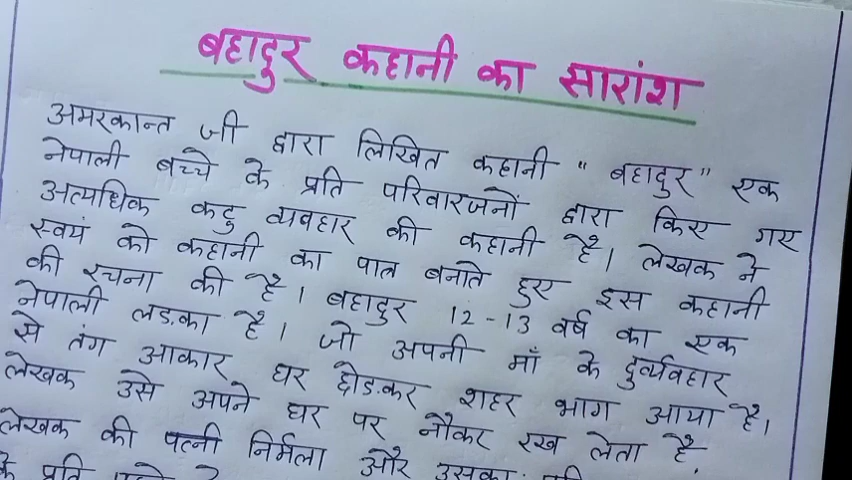 बहादुर कहानी का सारांश
अमरकान्त जी द्वारा लिखित कहानी "बहादुर" एक
नेपाली बच्चे के प्रति परिवारजनों द्वारा किए गए
अत्यधिक कटु व्यवहार की कहानी है। लेखक ने
स्वयं को कहानी का पात्र बनाते हुए इस कहानी
की रचना की है। बहादुर 12-13 वर्ष का एक
नेपाली लड़का है। जो अपनी माँ के दुर्व्यवहार
से तंग आकार घर छोड़कर शहर भाग आया है।
लेखक उसे अपने घर पर नौकर रख लेता है.
लेखक की पत्नी निर्मला और उसका
के प्रति